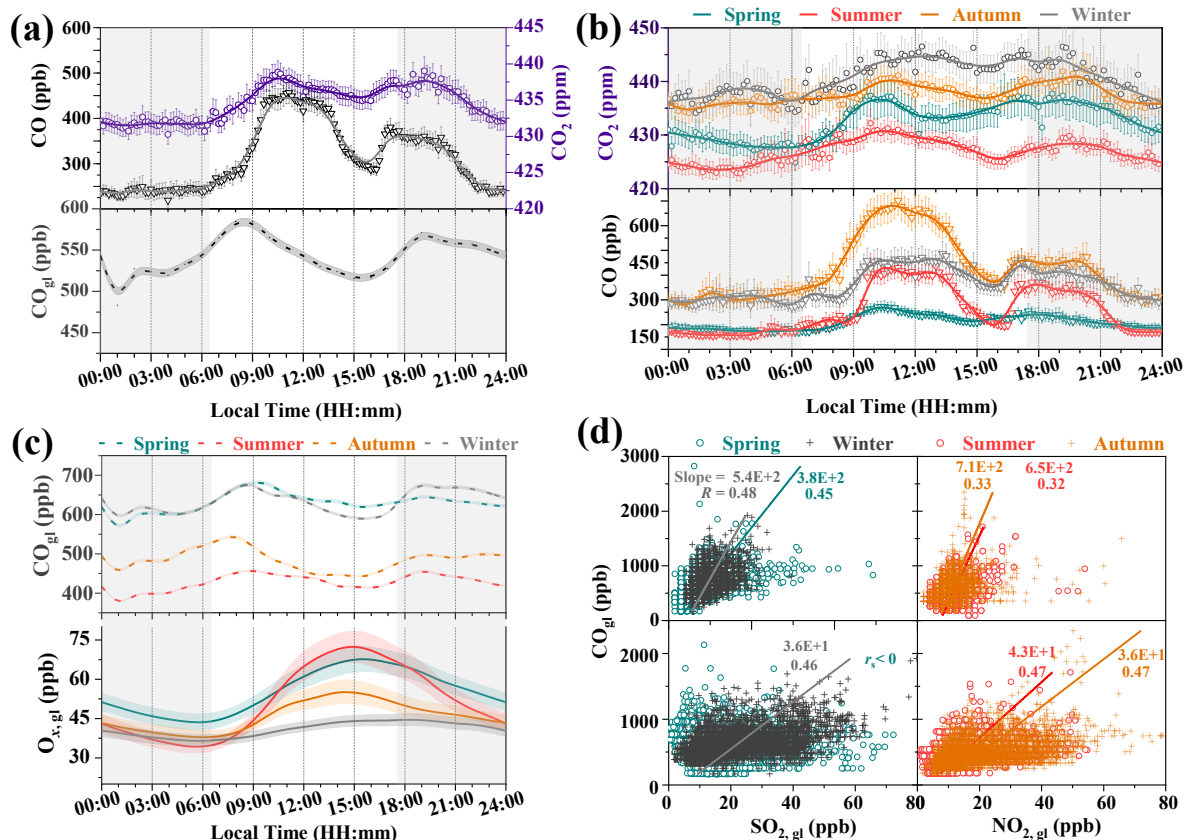 (a)
600
500
400
300
CO (ppb)
445
440
435
430
425
420
CO2 (ppm)
600
550
500
450
COgl (ppb)
00:00 03:00 06:00 09:00 12:00 15:00 18:00 21:00 24:00
Local Time (HH:mm)
Spring Summer Autumn Winter
(b)
450
440
430
420
CO2 (ppm)
600
450
300
150
CO (ppb)
00:00 03:00 06:00 09:00 12:00 15:00 18:00 21:00 24:00
Local Time (HH:mm)
(c)
Spring Summer Autumn Winter
700
600
500
400
COgl (ppb)
75
60
45
30
Ox, gl (ppb)
00:00 03:00 06:00 09:00 12:00 15:00 18:00 21:00 24:00
Local Time (HH:mm)
(d)
Spring Winter Summer Autumn
3000
2000
1000
0
Slope = 5.4E+2
R = 0.48
3.8E+2
0.45
7.1E+2
0.33
6.5E+2
0.32
COgl (ppb)
2000
1000
0
3.6E+1
0.46
rs< 0
4.3E+1
0.47
3.6E+1
0.47
0 20 40 60 80 20 40 60 80
SO2, gl (ppb) NO2, gl (ppb)